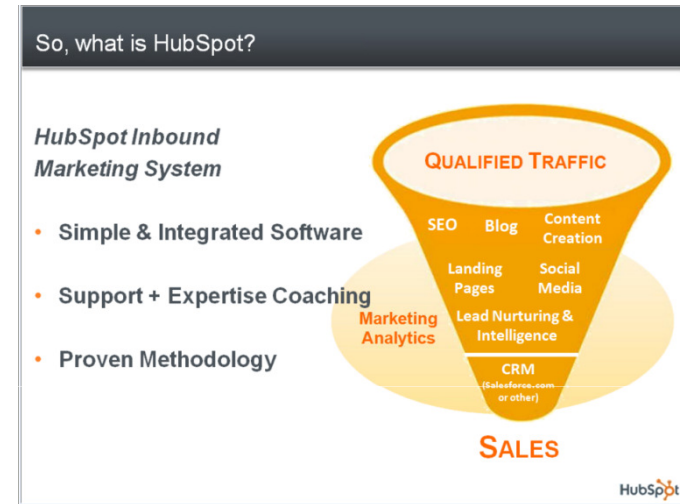 So, what is HubSpot?
HubSpot Inbound
Marketing System
• Simple & Integrated Software
• Support + Expertise Coaching
• Proven Methodology
QUALIFIED TRAFFIC
SEO Blog Content
Creation
Landing
Pages
Social
Media
Marketing
Analytics
Lead Nurturing &
Intelligence
CRM
(Salesforce.com
or other)
SALES
HubSpot